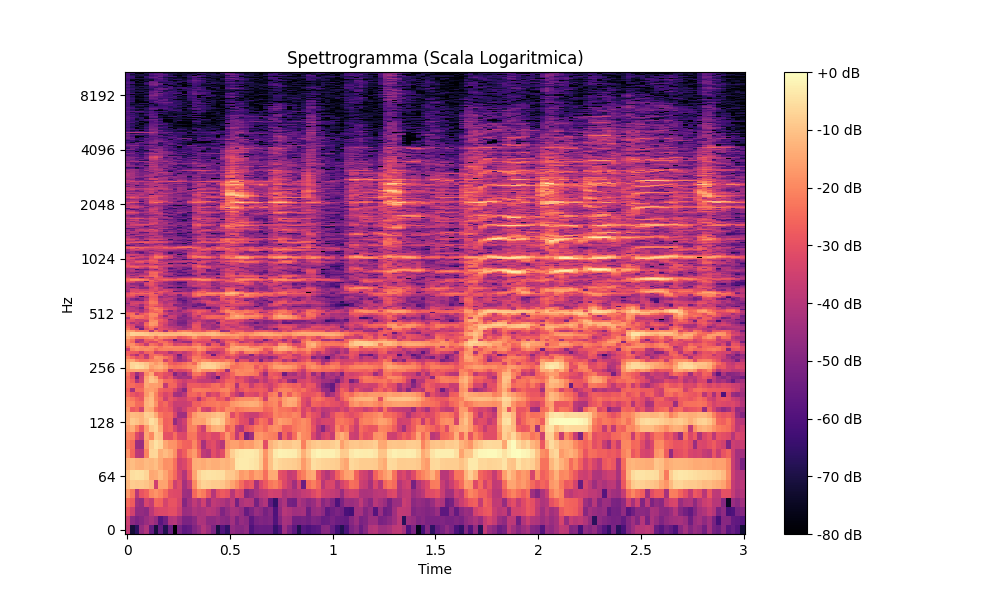 Spettrogramma (Scala Logaritmica)
Hz
8192
4096
2048
1024
512
256
128
64
0
0
0.5
1
1.5
2
2.5
3
Time
+0 dB
-10 dB
-20 dB
-30 dB
-40 dB
-50 dB
-60 dB
-70 dB
-80 dB